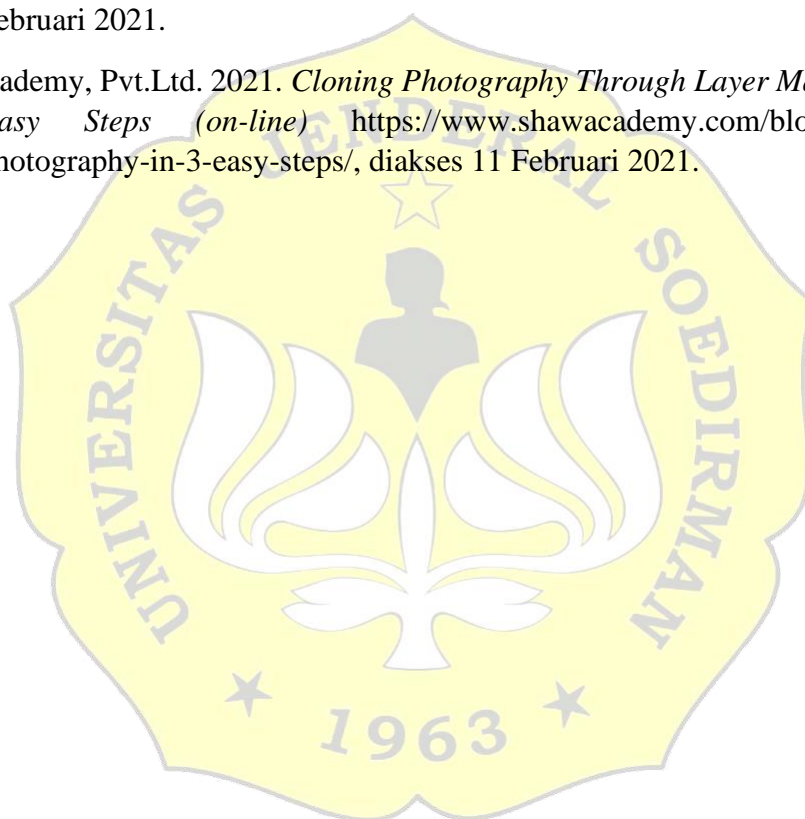 ebruari 2021.
ademy, Pvt.Ltd. 2021. Cloning Photography Through Layer Ma
asy Steps (on-line) https://www.shawacademy.com/blo
hotography-in-3-easy-steps/, diakses 11 Februari 2021.
UNIVERSITAS JENDERAL SOEDIRMAN
1963